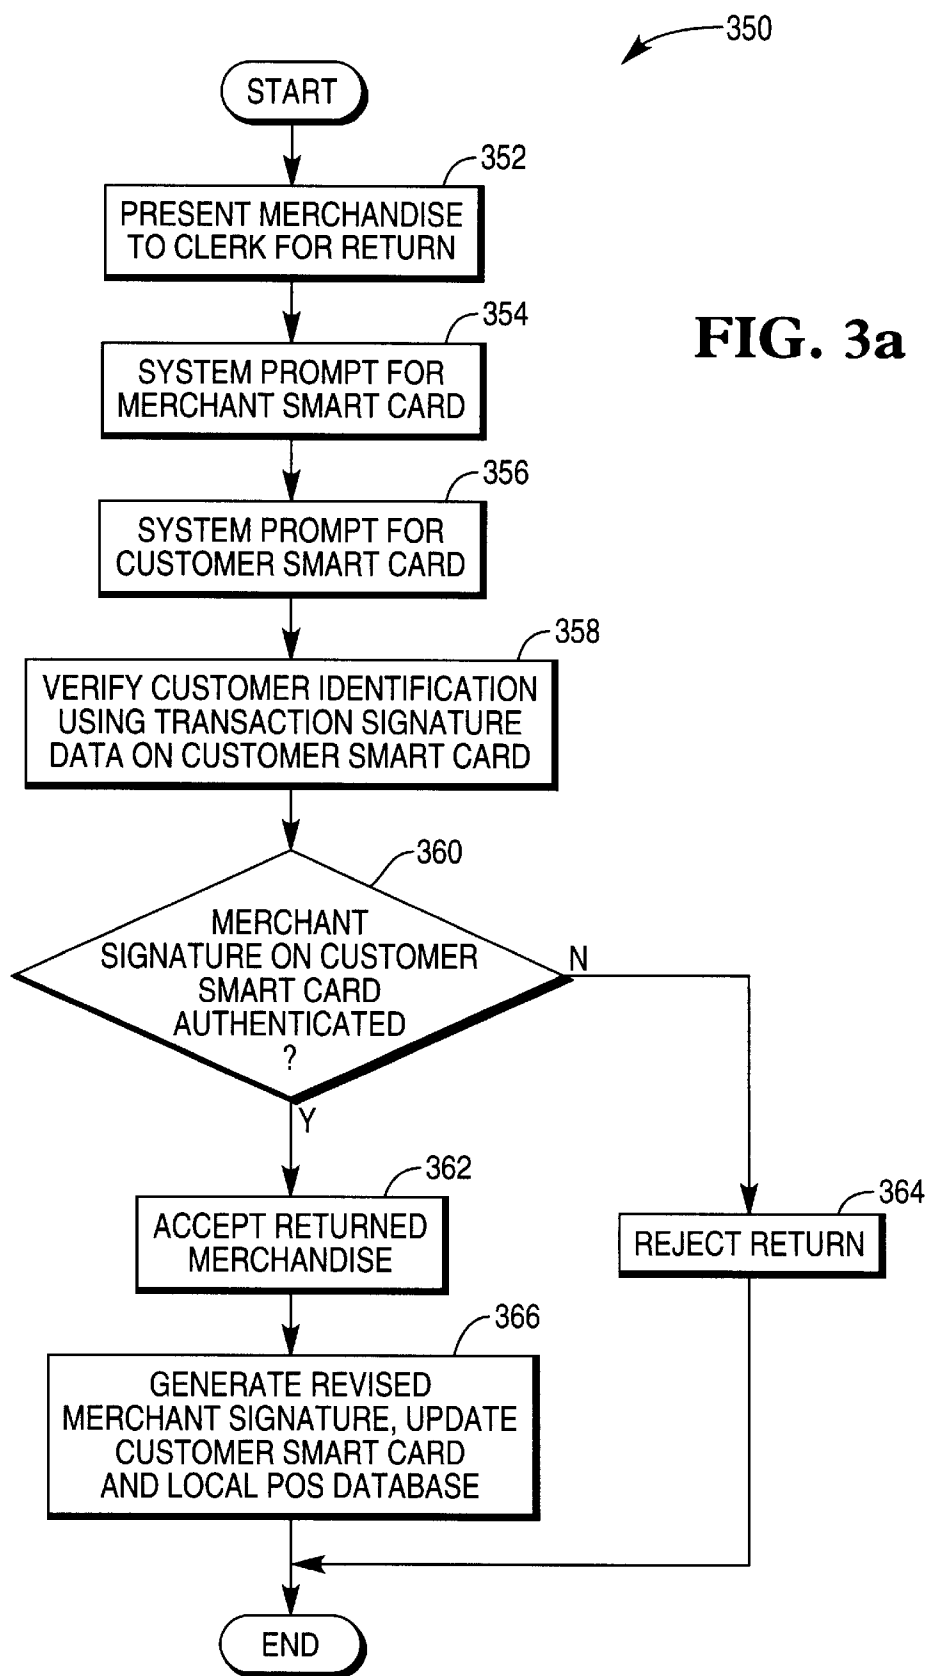 350
START
352
PRESENT MERCHANDISE
TO CLERK FOR RETURN
354
FIG. 3a
SYSTEM PROMPT FOR
MERCHANT SMART CARD
356
SYSTEM PROMPT FOR
CUSTOMER SMART CARD
358
VERIFY CUSTOMER IDENTIFICATION
USING TRANSACTION SIGNATURE
DATA ON CUSTOMER SMART CARD
360
MERCHANT
SIGNATURE ON CUSTOMER
SMART CARD
AUTHENTICATED
?
N
Y
362
ACCEPT RETURNED
MERCHANDISE
364
REJECT RETURN
366
GENERATE REVISED
MERCHANT SIGNATURE, UPDATE
CUSTOMER SMART CARD
AND LOCAL POS DATABASE
END